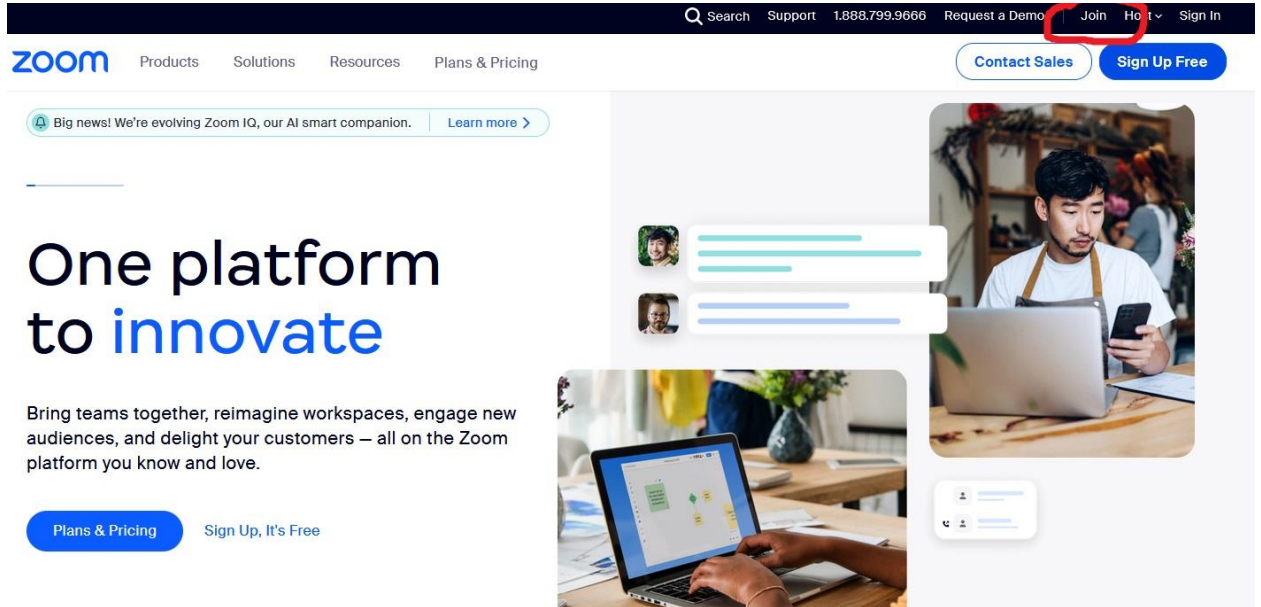 Search Support 1.888.799.9666 Request a Demo Join Host Sign In
zoom Products Solutions Resources Plans & Pricing Contact Sales Sign Up Free
Big news! We're evolving Zoom IQ, our AI smart companion. Learn more
One platform
to innovate
Bring teams together, reimagine workspaces, engage new
audiences, and delight your customers — all on the Zoom
platform you know and love.
Plans & Pricing Sign Up, It's Free